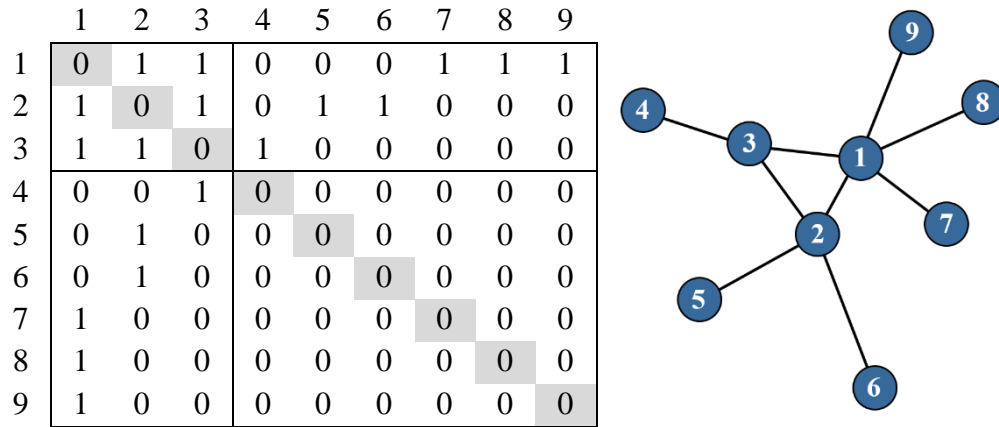 1 2 3 4 5 6 7 8 9
1 0 1 1 0 0 0 1 1 1
2 1 0 1 0 1 1 0 0 0
3 1 1 0 1 0 0 0 0 0
4 0 0 1 0 0 0 0 0 0
5 0 1 0 0 0 0 0 0 0
6 0 1 0 0 0 0 0 0 0
7 1 0 0 0 0 0 0 0 0
8 1 0 0 0 0 0 0 0 0
9 1 0 0 0 0 0 0 0 0
9
8
4
3
1
7
2
5
6